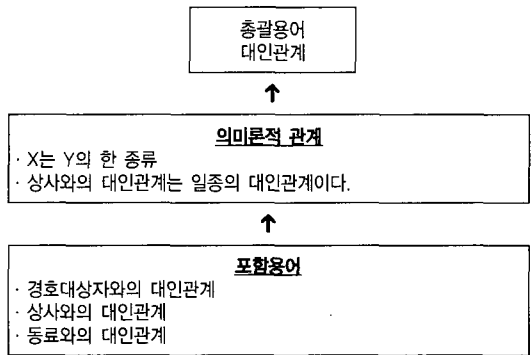 총괄용어
대인관계
의미론적 관계
· X는 Y의 한 종류
· 상사와의 대인관계는 일종의 대인관계이다.
포함용어
· 경호대상자와의 대인관계
· 상사와의 대인관계
· 동료와의 대인관계